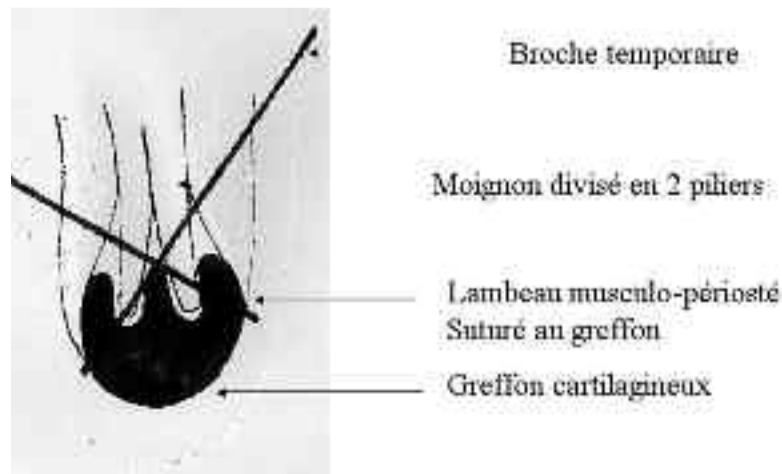 Broche temporaire
Moignon divisé en 2 piliers
Lambeau musculo-périosté
Suturé au greffon
Greffon cartilagineux